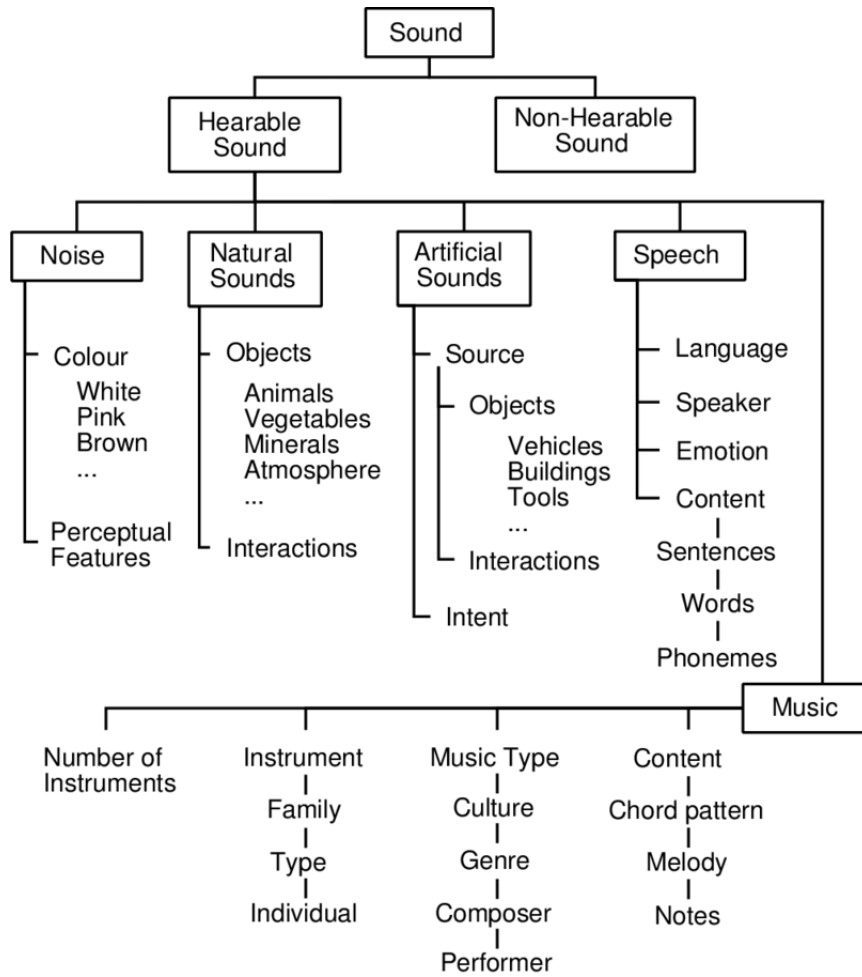 Sound
Hearable
Sound
Non-Hearable
Sound
Noise
Natural
Sounds
Artificial
Sounds
Speech
Colour
White
Pink
Brown
...
Perceptual
Features
Objects
Animals
Vegetables
Minerals
Atmosphere
...
Interactions
Source
Objects
Vehicles
Buildings
Tools
...
Interactions
Intent
Language
Speaker
Emotion
Content
Sentences
Words
Phonemes
Music
Number of
Instruments
Instrument
Family
Type
Individual
Music Type
Culture
Genre
Composer
Performer
Content
Chord pattern
Melody
Notes